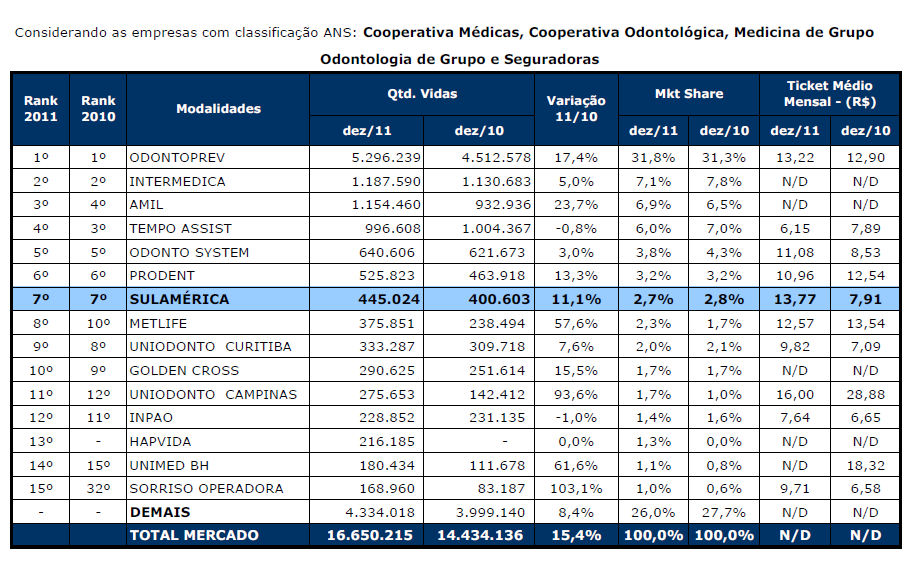 Considerando as empresas com classificação ANS: Cooperativa Médicas, Cooperativa Odontológica, Medicina de Grupo
Odontologia de Grupo e Seguradoras
Rank 2011 Rank 2010 Modalidades Qtd. Vidas Variação 11/10 Mkt Share Ticket Médio Mensal - (R$)
dez/11 dez/10 dez/11 dez/10 dez/11 dez/10
1º 1º ODONTOPREV 5.296.239 4.512.578 17,4% 31,8% 31,3% 13,22 12,90
2º 2º INTERMEDICA 1.187.590 1.130.683 5,0% 7,1% 7,8% N/D N/D
3º 4º AMIL 1.154.460 932.936 23,7% 6,9% 6,5% N/D N/D
4º 3º TEMPO ASSIST 996.608 1.004.367 -0,8% 6,0% 7,0% 6,15 7,89
5º 5º ODONTO SYSTEM 640.606 621.673 3,0% 3,8% 4,3% 11,08 8,53
6º 6º PRODENT 525.823 463.918 13,3% 3,2% 3,2% 10,96 12,54
7º 7º SULAMÉRICA 445.024 400.603 11,1% 2,7% 2,8% 13,77 7,91
8º 10º METLIFE 375.851 238.494 57,6% 2,3% 1,7% 12,57 13,54
9º 8º UNIODONTO CURITIBA 333.287 309.718 7,6% 2,0% 2,1% 9,82 7,09
10º 9º GOLDEN CROSS 290.625 251.614 15,5% 1,7% 1,7% N/D N/D
11º 12º UNIODONTO CAMPINAS 275.653 142.412 93,6% 1,7% 1,0% 16,00 28,88
12º 11º INPAO 228.852 231.135 -1,0% 1,4% 1,6% 7,64 6,65
13º - HAPVIDA 216.185 - 0,0% 1,3% 0,0% N/D N/D
14º 15º UNIMED BH 180.434 111.678 61,6% 1,1% 0,8% N/D 18,32
15º 32º SORRISO OPERADORA 168.960 83.187 103,1% 1,0% 0,6% 9,71 6,58
- - DEMAIS 4.334.018 3.999.140 8,4% 26,0% 27,7% N/D N/D
TOTAL MERCADO 16.650.215 14.434.136 15,4% 100,0% 100,0% N/D N/D